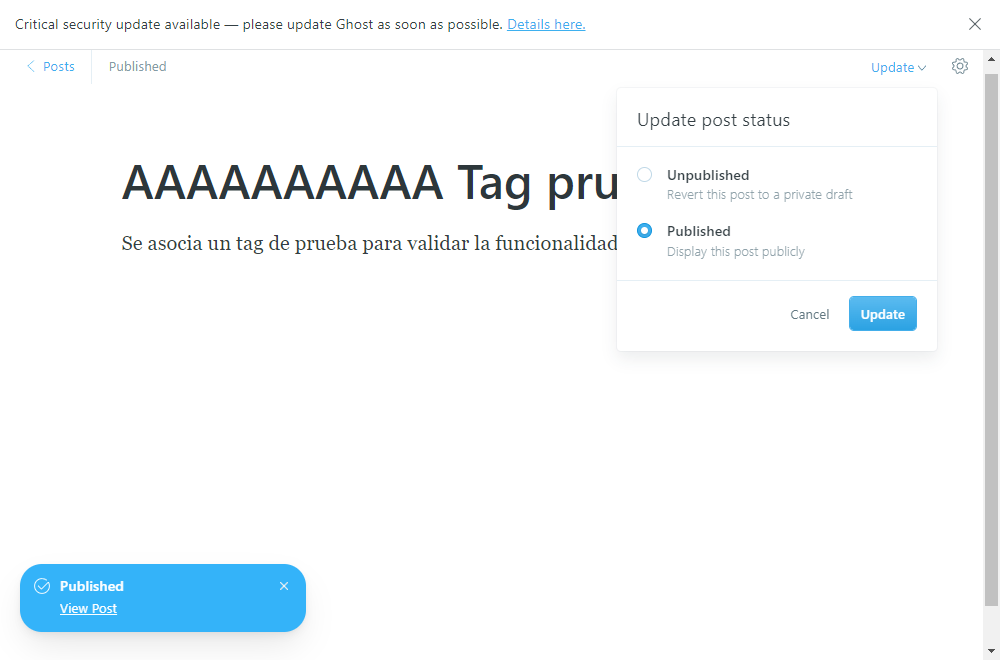 Critical security update available — please update Ghost as soon as possible. Details here.
Posts
Published
Update
Update post status
AAAAAAAAAA Tag pru
Unpublished
Revert this post to a private draft
Se asocia un tag de prueba para validar la funcionalidad
Published
Display this post publicly
Cancel
Update
Published
View Post